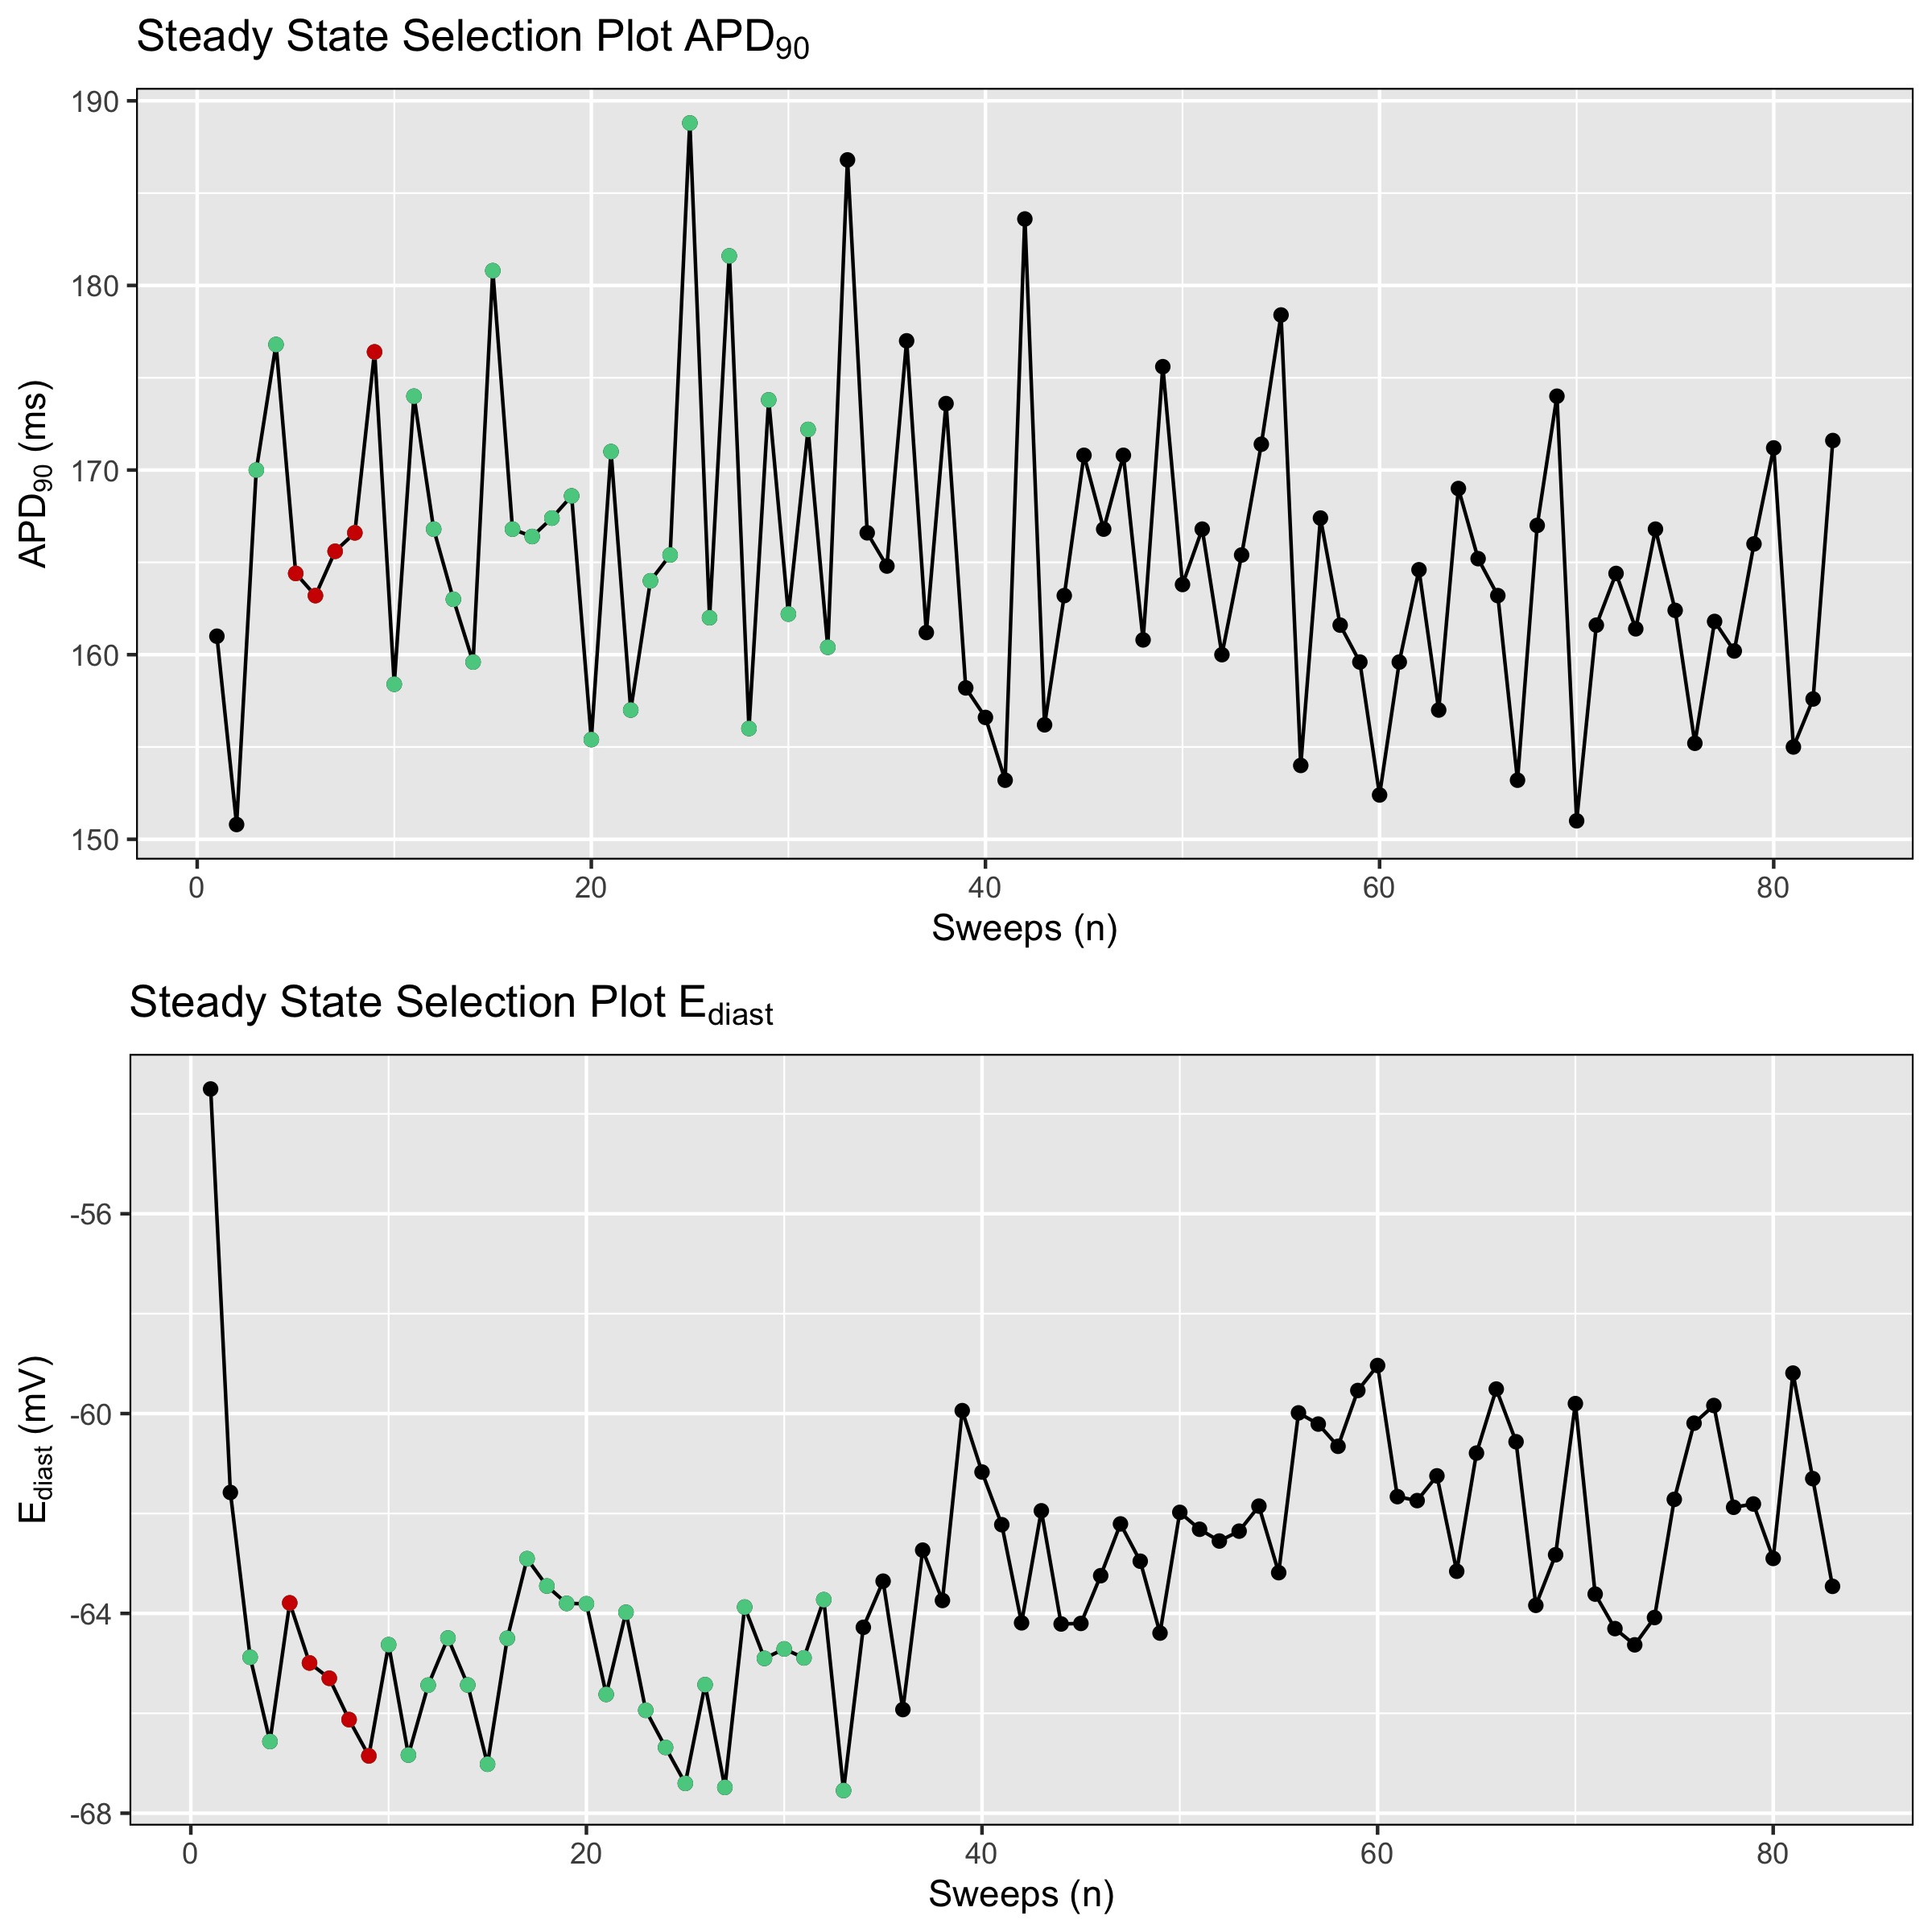 Steady State Selection Plot APD90
190
180
170
160
150
APD90 (ms)
0 20 40 60 80
Sweeps (n)
Steady State Selection Plot Ediast
-56
-60
-64
-68
Ediast (mV)
0 20 40 60 80
Sweeps (n)